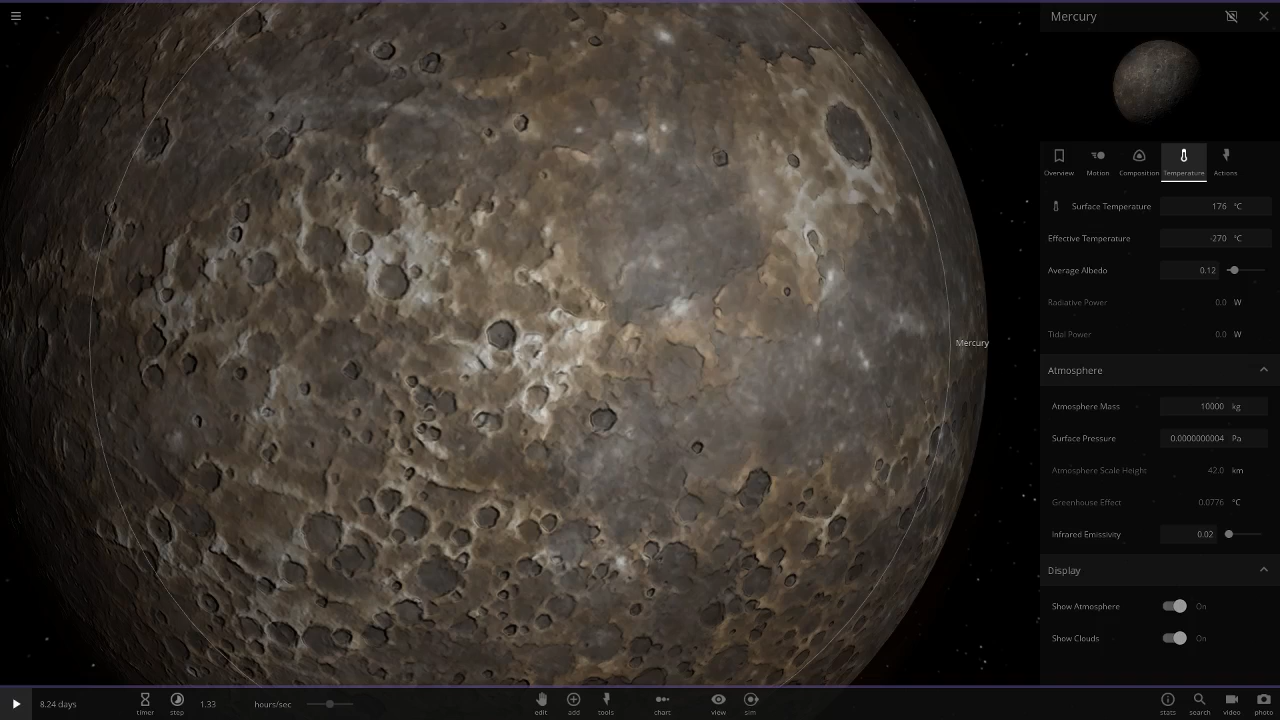 Mercury
Overview Motion Composition Temperature Actions
Surface Temperature 176 °C
Effective Temperature -270 °C
Average Albedo 0.12
Radiative Power 0.0 W
Tidal Power 0.0 W
Mercury
Atmosphere
Atmosphere Mass 10000 kg
Surface Pressure 0.0000000004 Pa
Atmosphere Scale Height 42.0 km
Greenhouse Effect 0.0776 °C
Infrared Emissivity 0.02
Display
Show Atmosphere On
Show Clouds On
8.24 days timer step 1.33 hours/sec edit add tools chart view sim stats search video photo